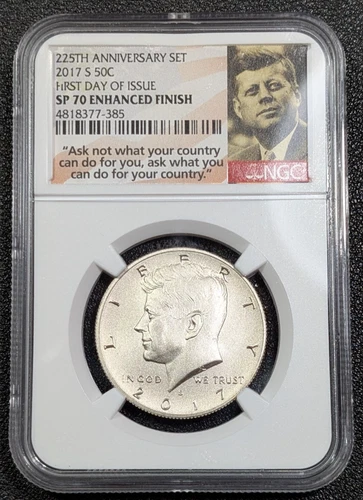 225TH ANNIVERSARY SET
2017 S 50C
FIRST DAY OF ISSUE
SP 70 ENHANCED FINISH
4818377-385
"Ask not what your country
can do for you, ask what you
can do for your country."
NGC
LIBERTY
IN GOD WE TRUST
S
2017